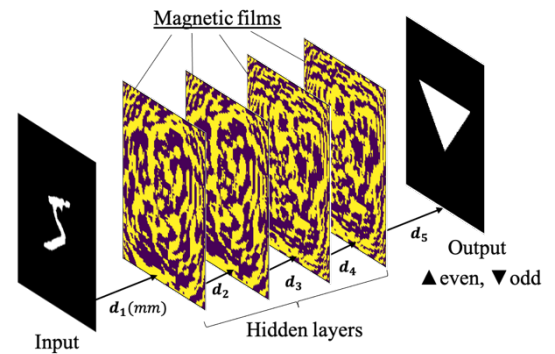 Magnetic films
d₁(mm)
d₂
d₃
d₄
d₅
Input
Hidden layers
Output
▲even, ▼odd